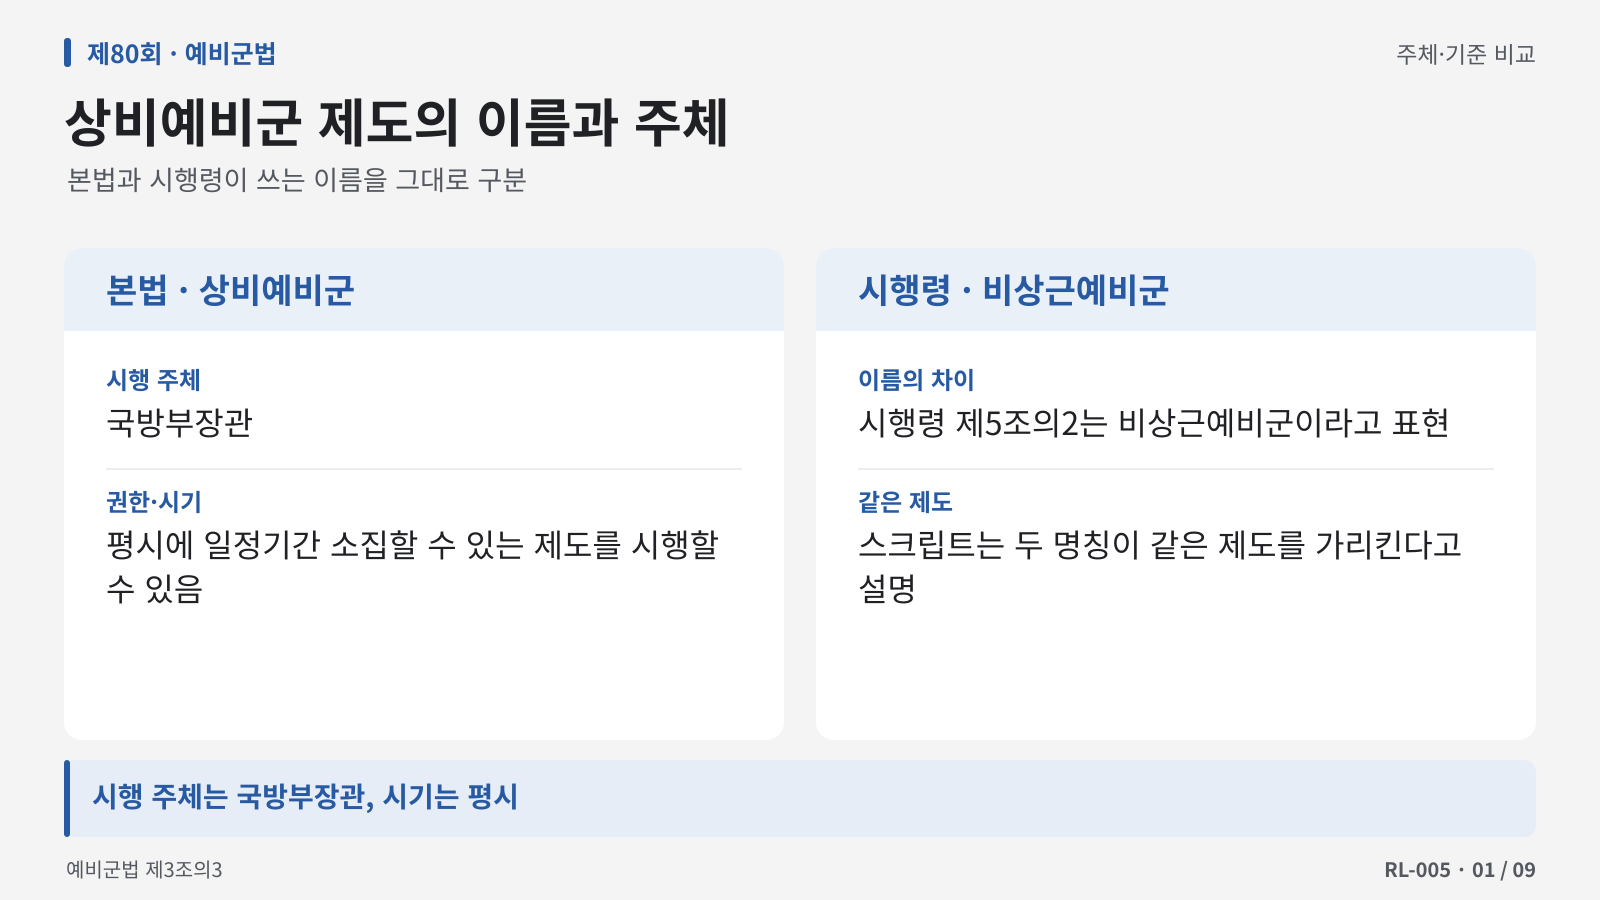 제80회 · 예비군법
주체·기준 비교
상비예비군 제도의 이름과 주체
본법과 시행령이 쓰는 이름을 그대로 구분
본법 · 상비예비군
시행 주체
국방부장관
권한·시기
평시에 일정기간 소집할 수 있는 제도를 시행할
수 있음
시행령 · 비상근예비군
이름의 차이
시행령 제5조의2는 비상근예비군이라고 표현
같은 제도
스크립트는 두 명칭이 같은 제도를 가리킨다고
설명
시행 주체는 국방부장관, 시기는 평시
예비군법 제3조의3
RL-005 · 01 / 09